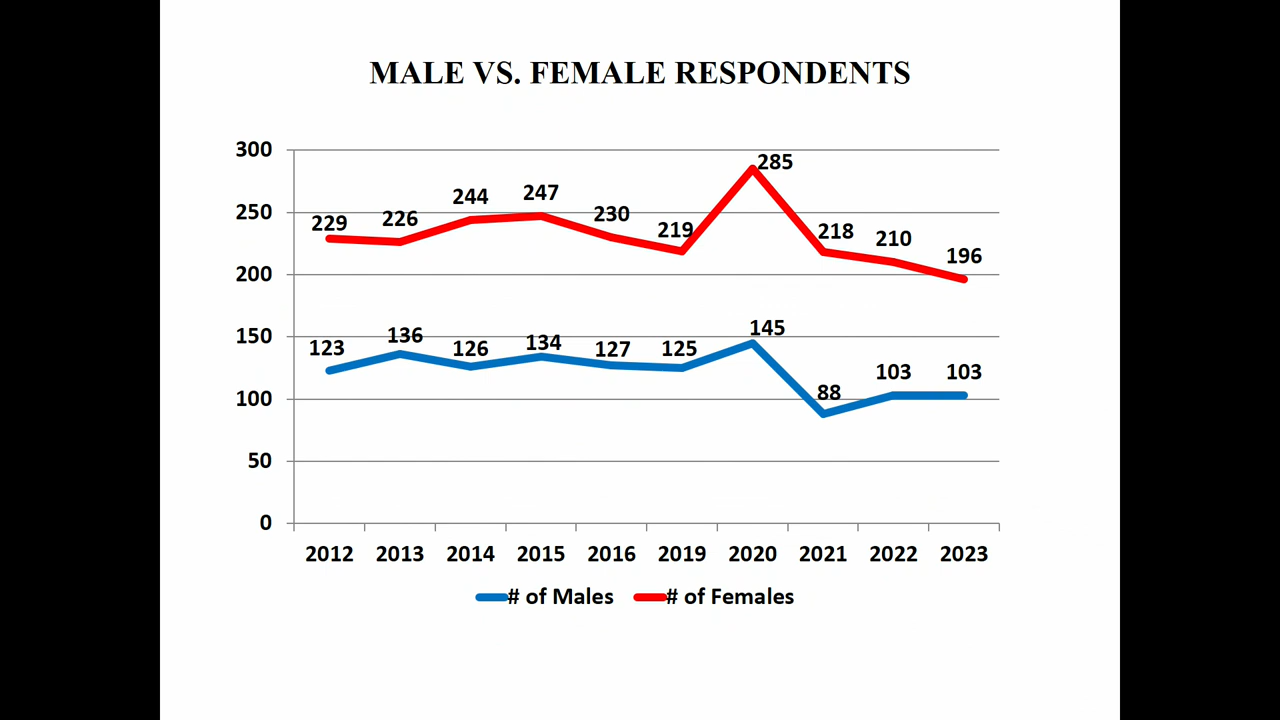 MALE VS. FEMALE RESPONDENTS
300
250
200
150
100
50
0
229 226 244 247 230 219 285 218 210 196
123 136 126 134 127 125 145 88 103 103
2012 2013 2014 2015 2016 2019 2020 2021 2022 2023
# of Males # of Females